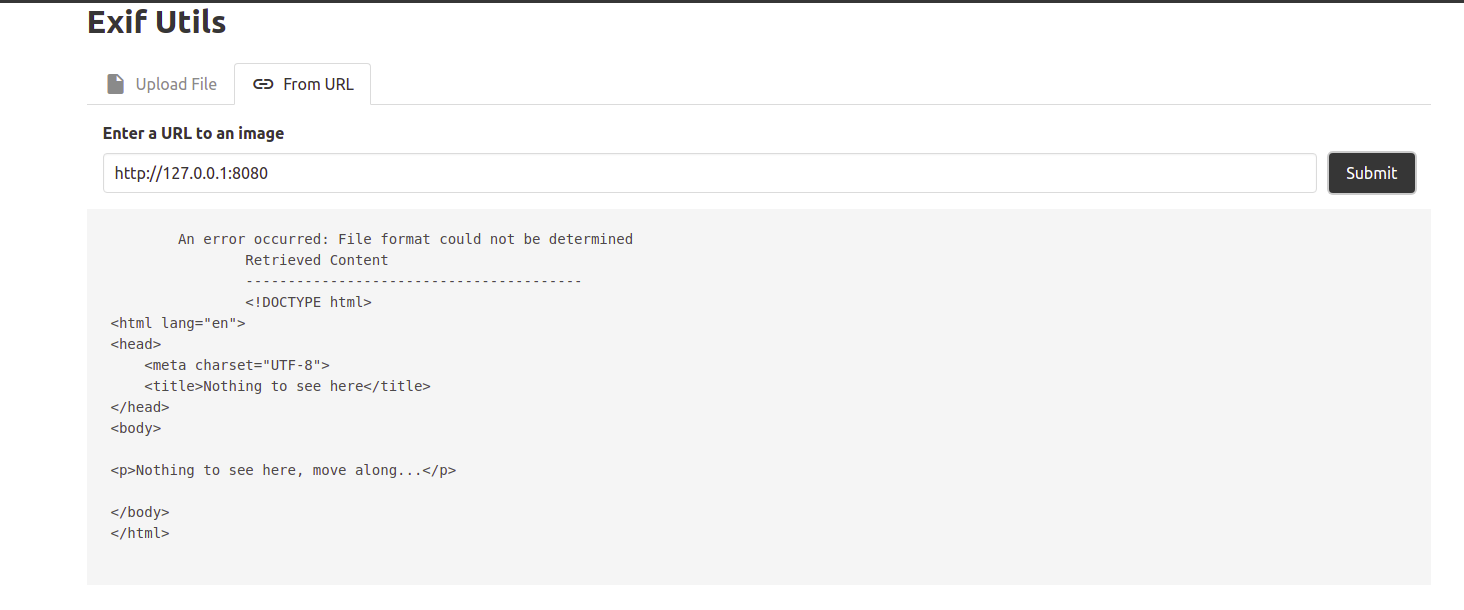 Exif Utils
Upload File
From URL
Enter a URL to an image
http://127.0.0.1:8080
Submit
An error occurred: File format could not be determined
Retrieved Content
----------------------------------------
<!DOCTYPE html>
<html lang="en">
<head>
    <meta charset="UTF-8">
    <title>Nothing to see here</title>
</head>
<body>
<p>Nothing to see here, move along...</p>
</body>
</html>